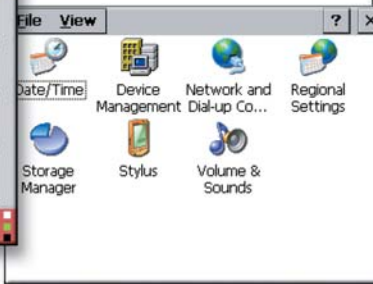 File View ? X
Date/Time
Device Management
Network and Dial-up Co...
Regional Settings
Storage Manager
Stylus
Volume & Sounds